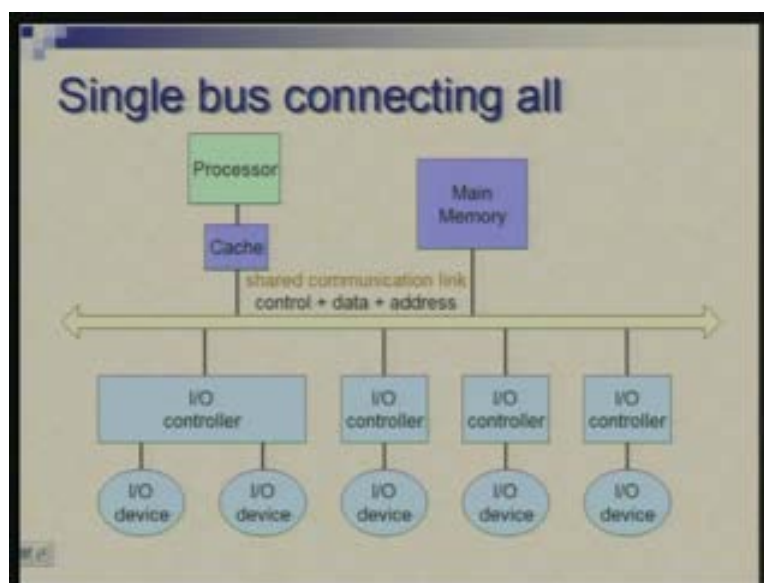 Single bus connecting all
Processor
Main
Memory
Cache
shared communication link
control + data + address
I/O
controller
I/O
controller
I/O
controller
I/O
controller
I/O
device
I/O
device
I/O
device
I/O
device
I/O
device